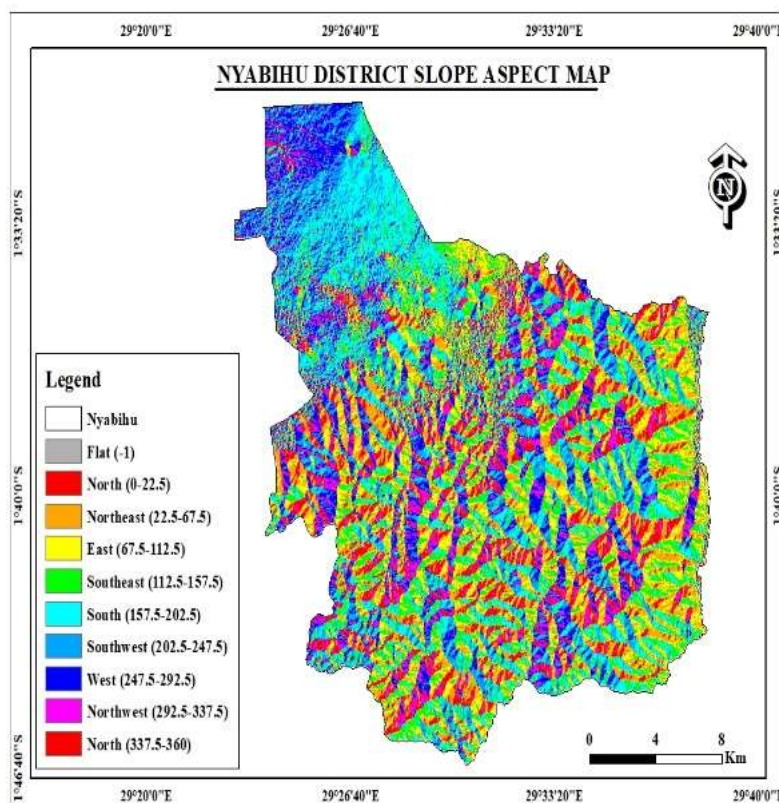 29°20'0"E 29°26'40"E 29°33'20"E 29°40'0"E
NYABIHU DISTRICT SLOPE ASPECT MAP
N
1°33'20"S 1°33'20"S
Legend
Nyabihu
Flat (-1)
North (0-22.5)
Northeast (22.5-67.5)
East (67.5-112.5)
Southeast (112.5-157.5)
South (157.5-202.5)
Southwest (202.5-247.5)
West (247.5-292.5)
Northwest (292.5-337.5)
North (337.5-360)
1°40'0"S 1°40'0"S
0 4 8
Km
1°46'40"S 1°46'40"S
29°20'0"E 29°26'40"E 29°33'20"E 29°40'0"E